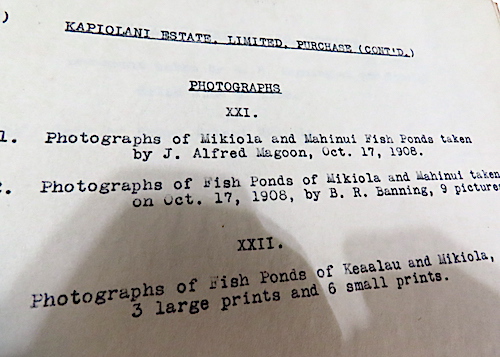 )
KAPIOLANI ESTATE, LIMITED, PURCHASE (CONT'D.)
PHOTOGRAPHS
XXI.
1. Photographs of Mikiola and Mahinui Fish Ponds taken
by J. Alfred Magoon, Oct. 17, 1908.
2. Photographs of Fish Ponds of Mikiola and Mahinui taken
on Oct. 17, 1908, by B. R. Banning, 9 pictures
XXII.
Photographs of Fish Ponds of Keaalau and Mikiola,
3 large prints and 6 small prints.